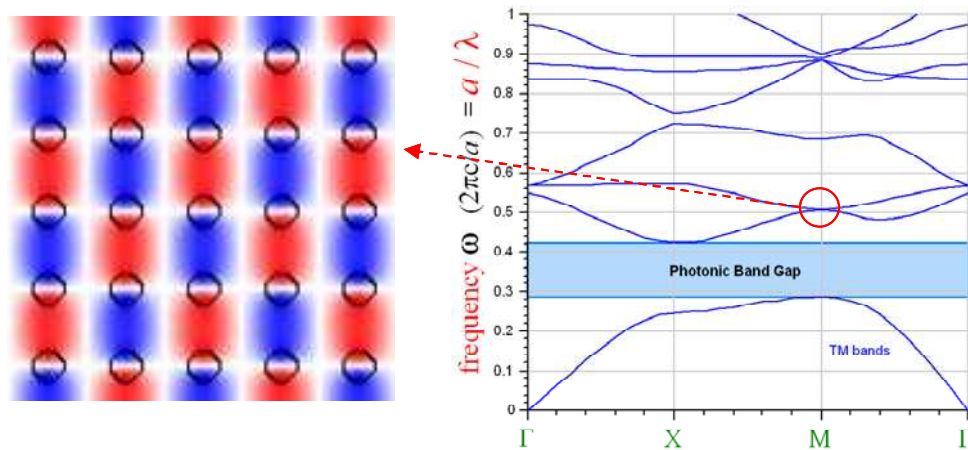 frequency ω (2πc/a) = a / λ
1
0.9
0.8
0.7
0.6
0.5
0.4
0.3
0.2
0.1
0
Photonic Band Gap
TM bands
Γ X M Γ